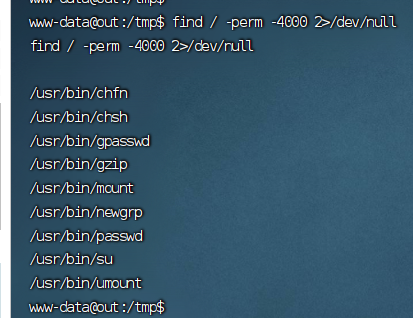 www-data@out:/tmp$
www-data@out:/tmp$ find / -perm -4000 2>/dev/null
find / -perm -4000 2>/dev/null
/usr/bin/chfn
/usr/bin/chsh
/usr/bin/gpasswd
/usr/bin/gzip
/usr/bin/mount
/usr/bin/newgrp
/usr/bin/passwd
/usr/bin/su
/usr/bin/umount
www-data@out:/tmp$